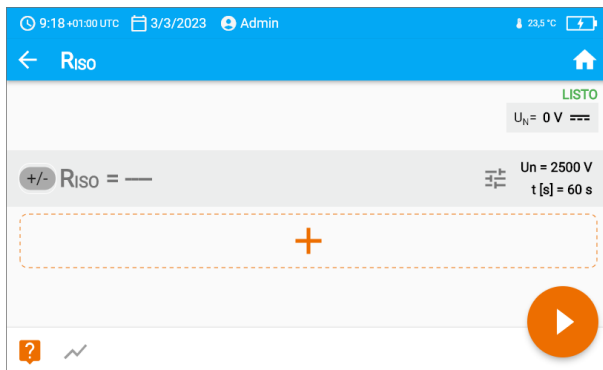 9:18 +01:00 UTC 3/3/2023 Admin 23,5 °C
RISO
LISTO
UN= 0 V
+/- RISO = —
Un = 2500 V
t [s] = 60 s
+
?